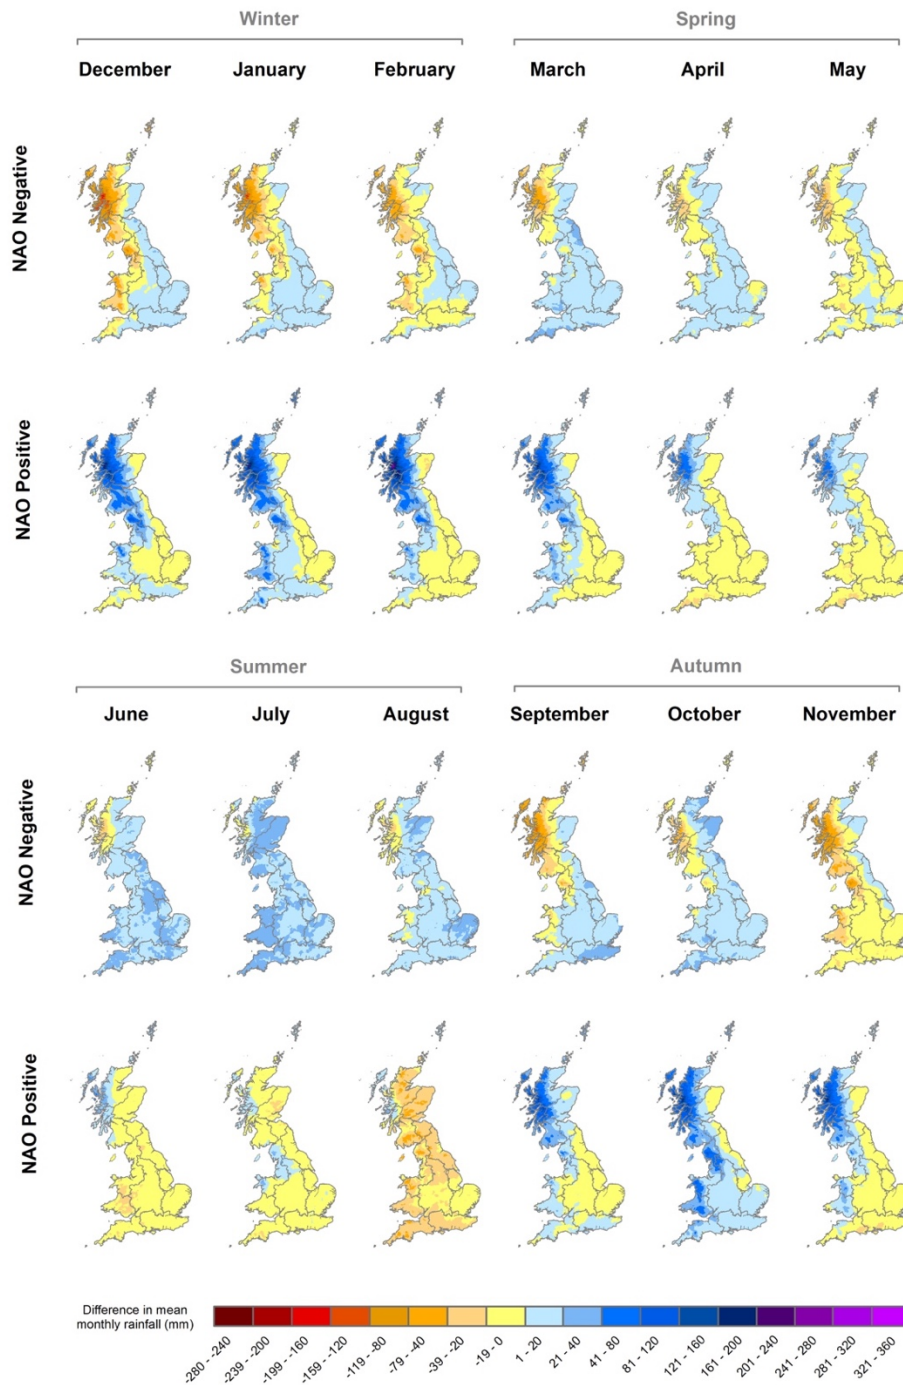 Winter Spring
December January February March April May
NAO Negative
NAO Positive
Summer Autumn
June July August September October November
NAO Negative
NAO Positive
Difference in mean
monthly rainfall (mm)
-280 - -240
-239 - -200
-199 - -160
-159 - -120
-119 - -80
-79 - -40
-39 - -20
-19 - 0
1 - 20
21 - 40
41 - 80
81 - 120
121 - 160
161 - 200
201 - 240
241 - 280
281 - 320
321 - 360